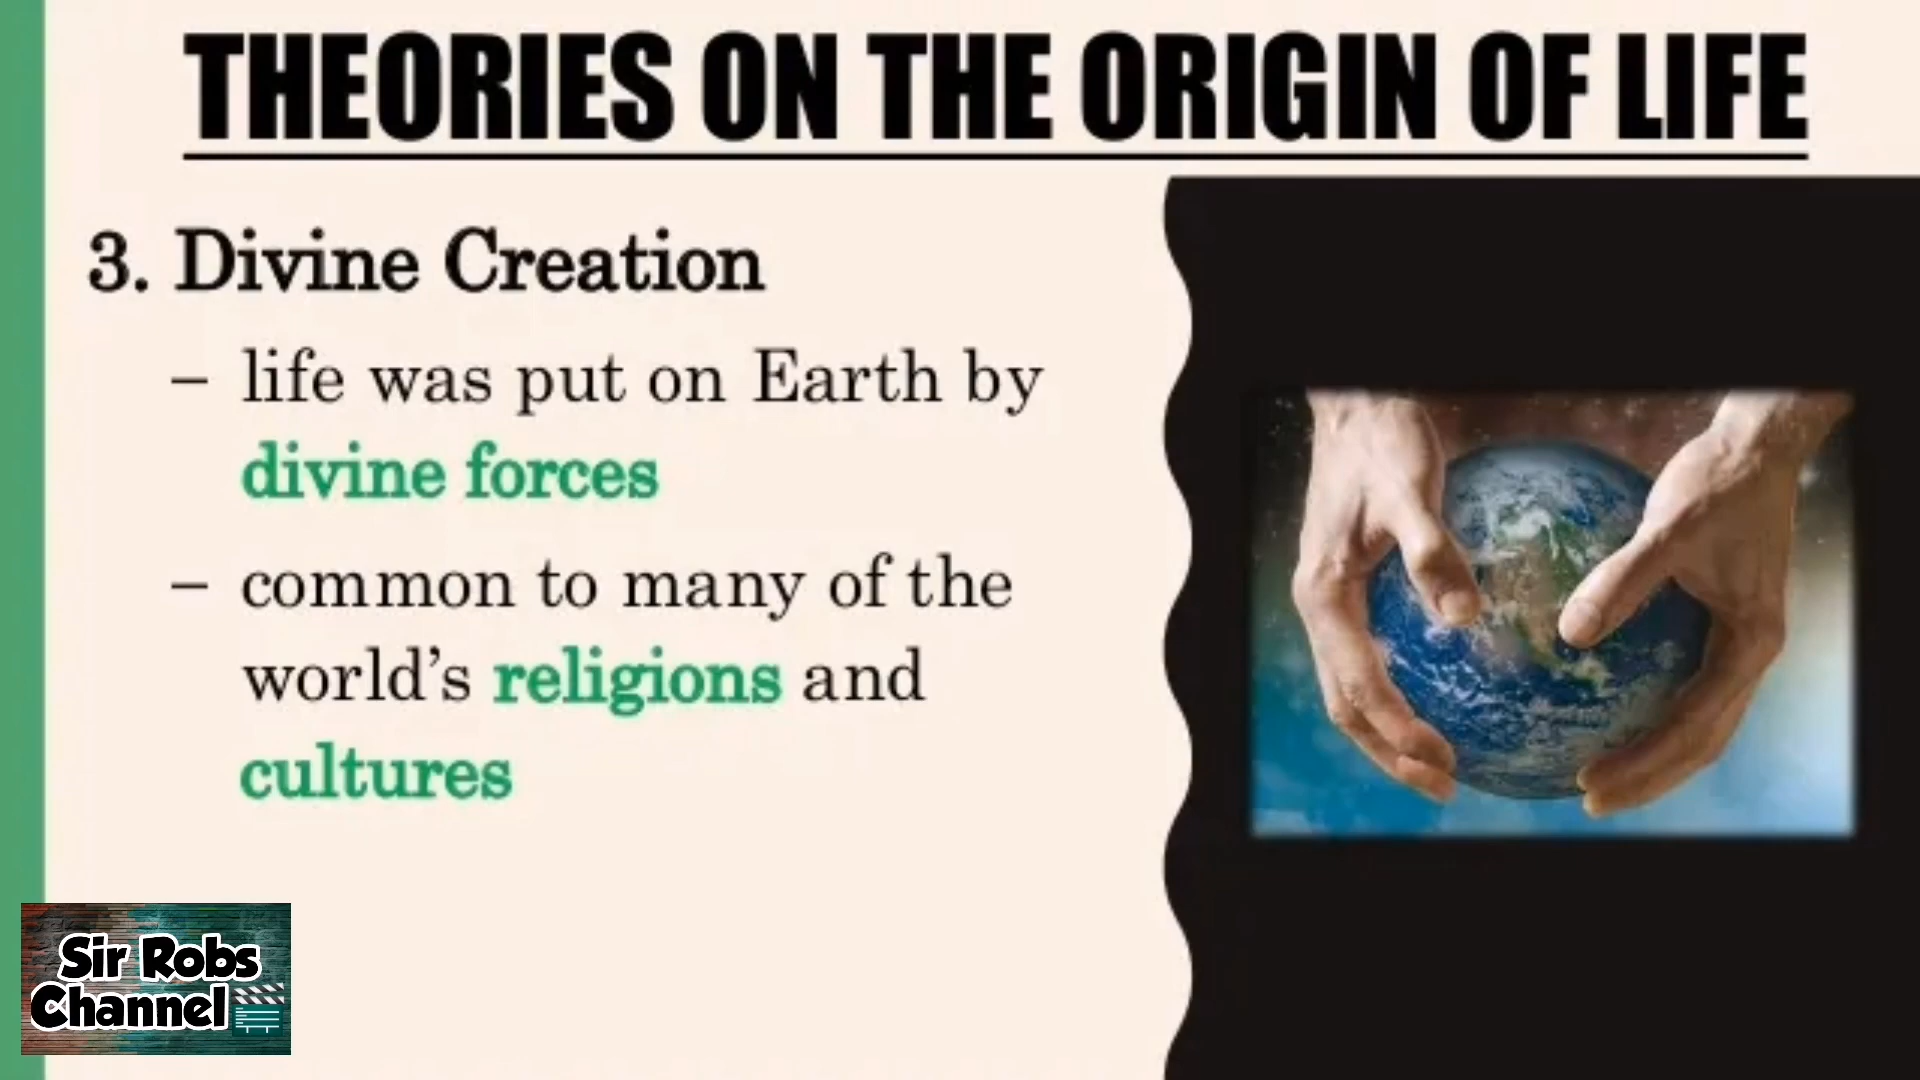 THEORIES ON THE ORIGIN OF LIFE
3. Divine Creation
– life was put on Earth by
divine forces
– common to many of the
world’s religions and
cultures
Sir Robs
Channel